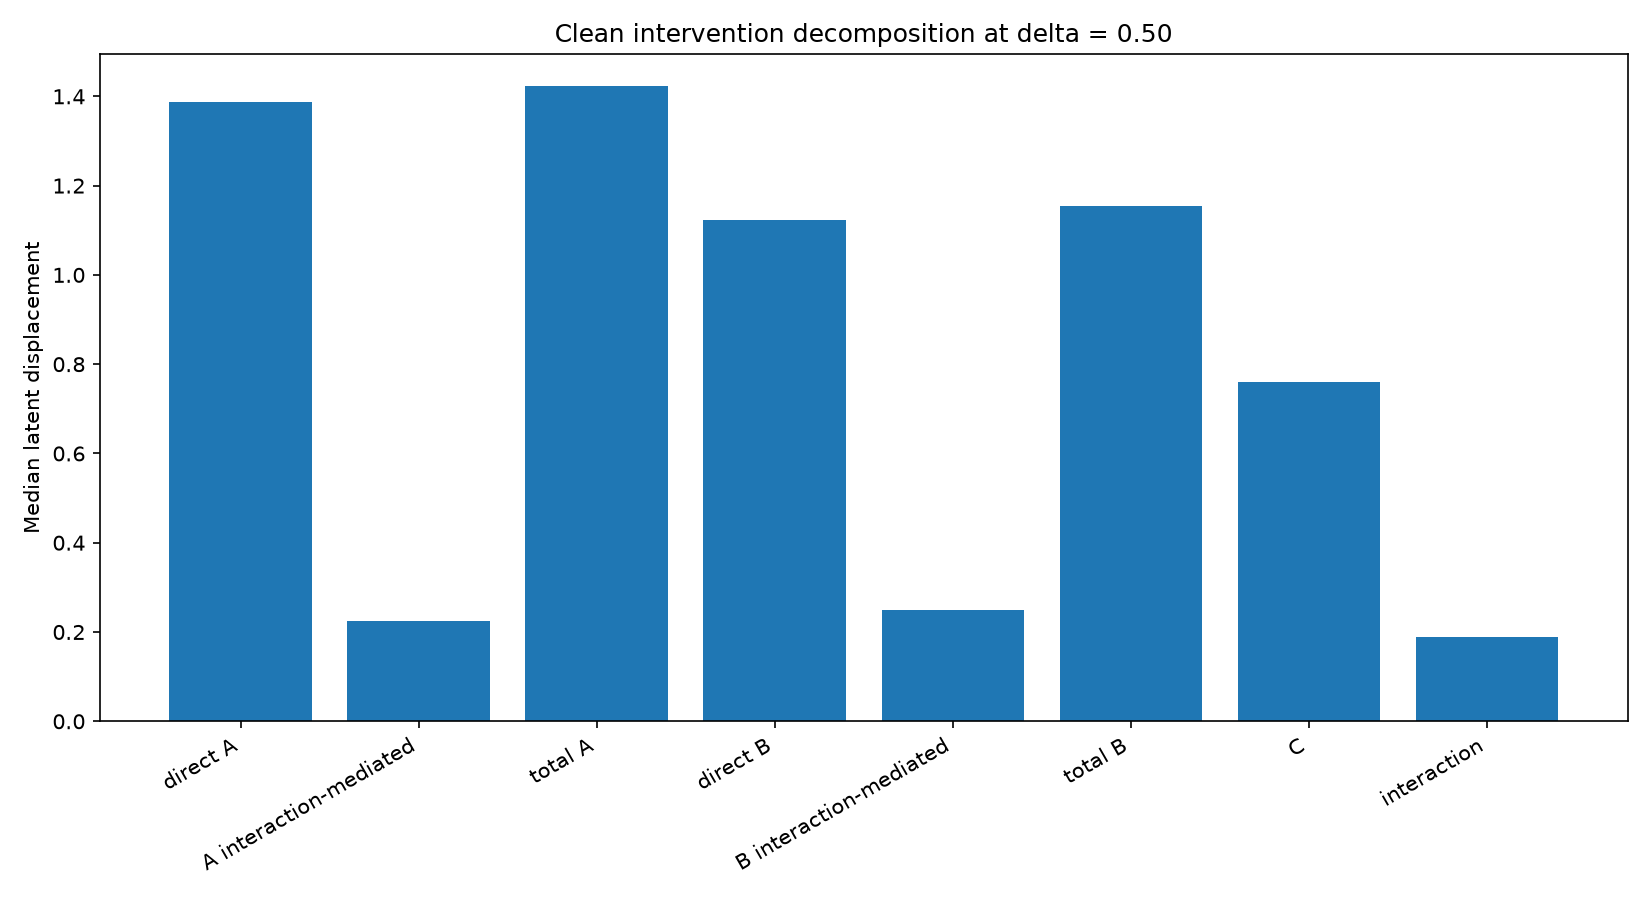 Clean intervention decomposition at delta = 0.50
Median latent displacement
1.4
1.2
1.0
0.8
0.6
0.4
0.2
0.0
direct A
A interaction-mediated
total A
direct B
B interaction-mediated
total B
C
interaction